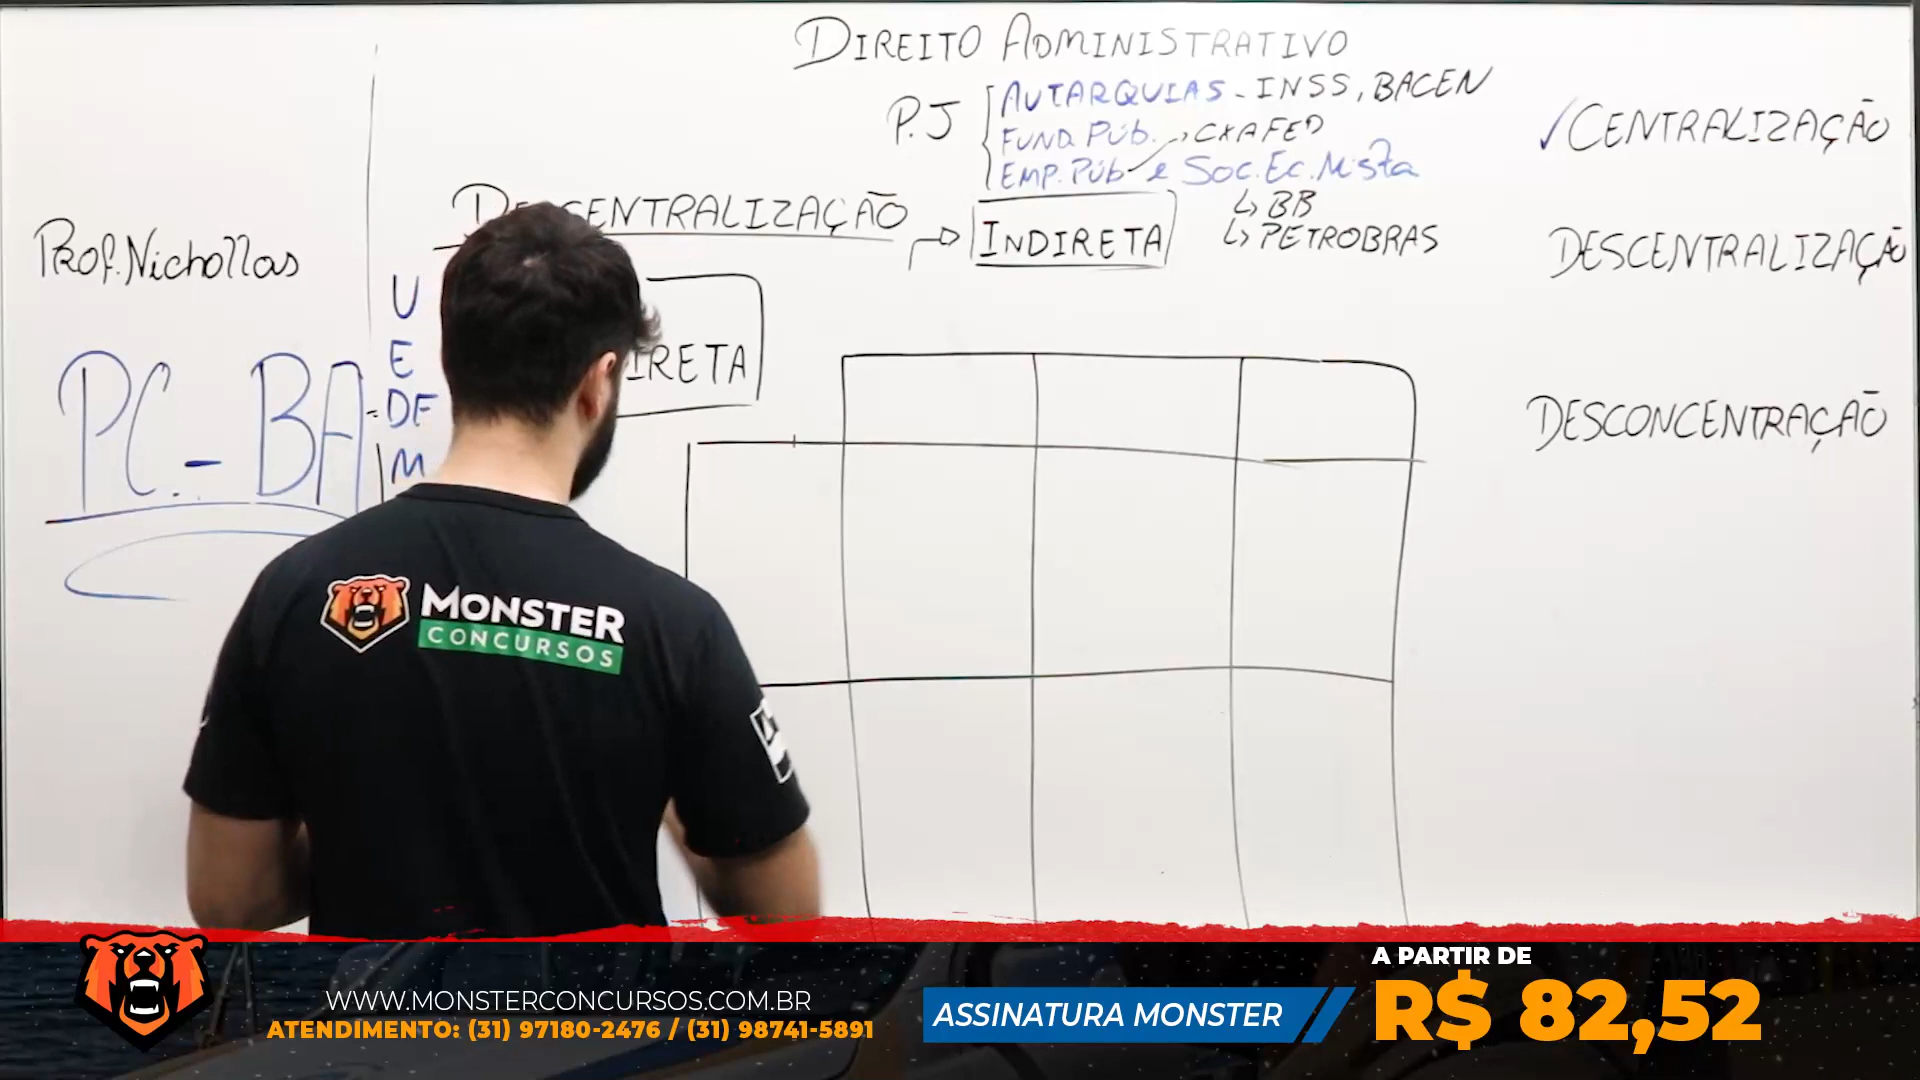 DIREITO ADMINISTRATIVO
P.J
AUTARQUIAS - INSS, BACEN
FUND. PÚB. → CXAFED
EMP. PÚB e Soc. Ec. Mista
↳ BB
↳ PETROBRAS
DESCENTRALIZAÇÃO
INDIRETA
✓CENTRALIZAÇÃO
DESCENTRALIZAÇÃO
DESCONCENTRAÇÃO
Prof. Nichollas
PC - BA
U
E
DF
M
IRETA
MONSTER
CONCURSOS
WWW.MONSTERCONCURSOS.COM.BR
ATENDIMENTO: (31) 97180-2476 / (31) 98741-5891
ASSINATURA MONSTER
A PARTIR DE
R$ 82,52